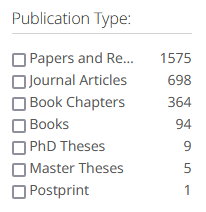 Publication Type:
Papers and Re... 1575
Journal Articles 698
Book Chapters 364
Books 94
PhD Theses 9
Master Theses 5
Postprint 1